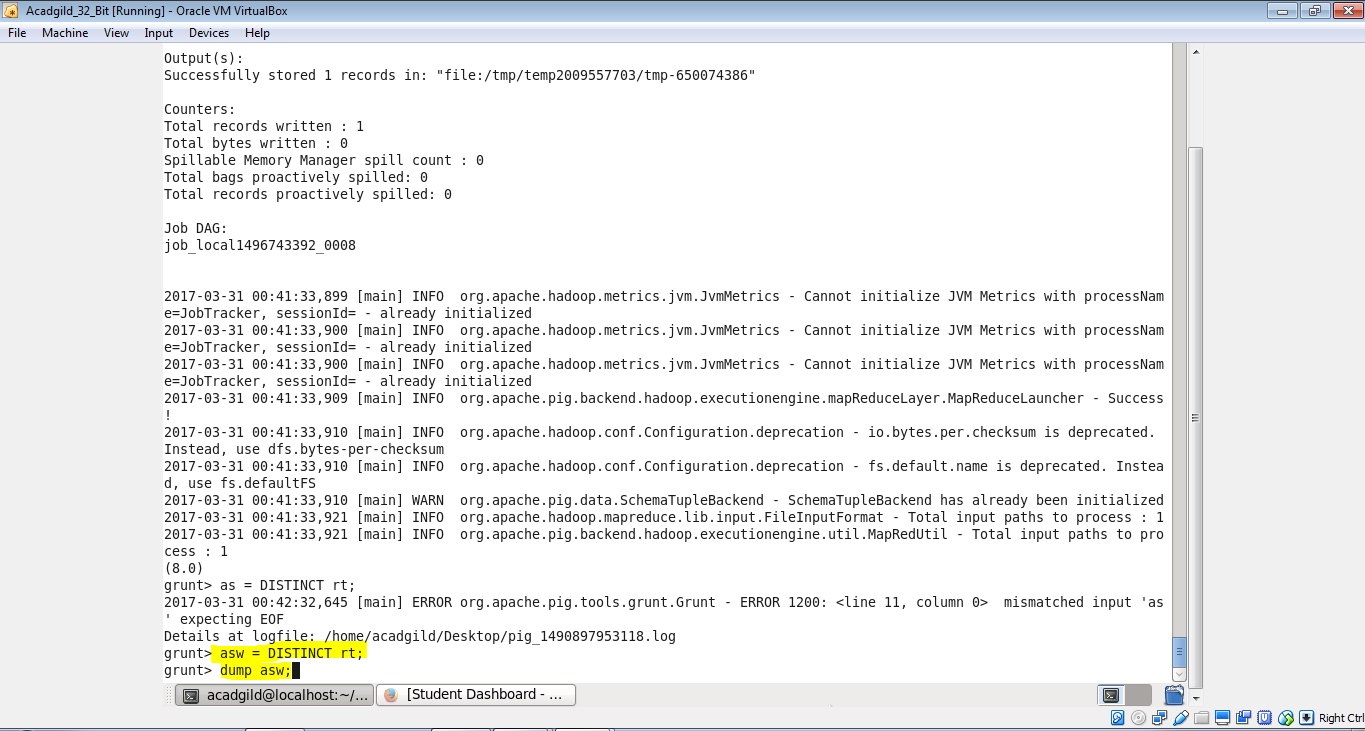 Acadgild_32_Bit [Running] - Oracle VM VirtualBox
File Machine View Input Devices Help
Output(s):
Successfully stored 1 records in: "file:/tmp/temp2009557703/tmp-650074386"
Counters:
Total records written : 1
Total bytes written : 0
Spillable Memory Manager spill count : 0
Total bags proactively spilled: 0
Total records proactively spilled: 0
Job DAG:
job_local1496743392_0008
2017-03-31 00:41:33,899 [main] INFO  org.apache.hadoop.metrics.jvm.JvmMetrics - Cannot initialize JVM Metrics with processNam
e=JobTracker, sessionId= - already initialized
2017-03-31 00:41:33,900 [main] INFO  org.apache.hadoop.metrics.jvm.JvmMetrics - Cannot initialize JVM Metrics with processNam
e=JobTracker, sessionId= - already initialized
2017-03-31 00:41:33,900 [main] INFO  org.apache.hadoop.metrics.jvm.JvmMetrics - Cannot initialize JVM Metrics with processNam
e=JobTracker, sessionId= - already initialized
2017-03-31 00:41:33,909 [main] INFO  org.apache.pig.backend.hadoop.executionengine.mapReduceLayer.MapReduceLauncher - Success
!
2017-03-31 00:41:33,910 [main] INFO  org.apache.hadoop.conf.Configuration.deprecation - io.bytes.per.checksum is deprecated.
Instead, use dfs.bytes-per-checksum
2017-03-31 00:41:33,910 [main] INFO  org.apache.hadoop.conf.Configuration.deprecation - fs.default.name is deprecated. Instea
d, use fs.defaultFS
2017-03-31 00:41:33,910 [main] WARN  org.apache.pig.data.SchemaTupleBackend - SchemaTupleBackend has already been initialized
2017-03-31 00:41:33,921 [main] INFO  org.apache.hadoop.mapreduce.lib.input.FileInputFormat - Total input paths to process : 1
2017-03-31 00:41:33,921 [main] INFO  org.apache.pig.backend.hadoop.executionengine.util.MapRedUtil - Total input paths to pro
cess : 1
(8.0)
grunt> as = DISTINCT rt;
2017-03-31 00:42:32,645 [main] ERROR org.apache.pig.tools.grunt.Grunt - ERROR 1200: <line 11, column 0>  mismatched input 'as
' expecting EOF
Details at logfile: /home/acadgild/Desktop/pig_1490897953118.log
grunt> asw = DISTINCT rt;
grunt> dump asw;
acadgild@localhost:~/... [Student Dashboard - ...
Right Ctrl